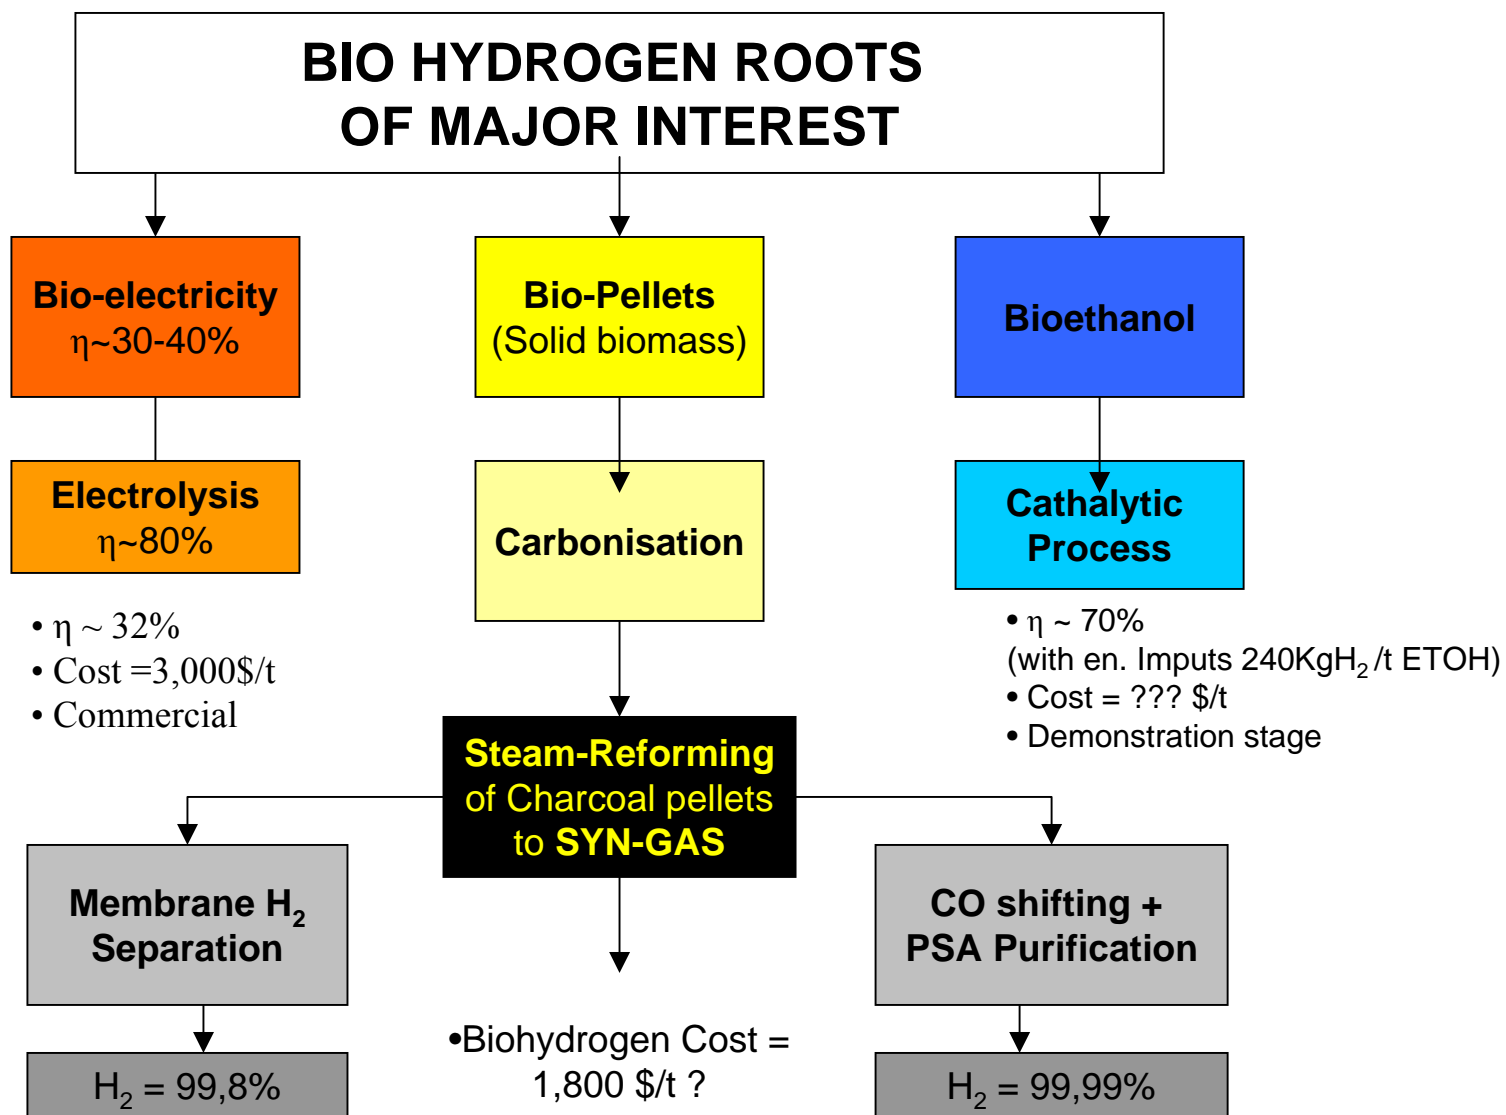 BIO HYDROGEN ROOTS
OF MAJOR INTEREST
Bio-electricity
η~30-40%
Bio-Pellets
(Solid biomass)
Bioethanol
Electrolysis
η~80%
Carbonisation
Cathalytic
Process
• η ~ 32%
• Cost =3,000$/t
• Commercial
• η ~ 70%
(with en. Imputs 240KgH₂ /t ETOH)
• Cost = ??? $/t
• Demonstration stage
Steam-Reforming
of Charcoal pellets
to SYN-GAS
Membrane H₂
Separation
CO shifting +
PSA Purification
•Biohydrogen Cost =
1,800 $/t ?
H₂ = 99,8%
H₂ = 99,99%